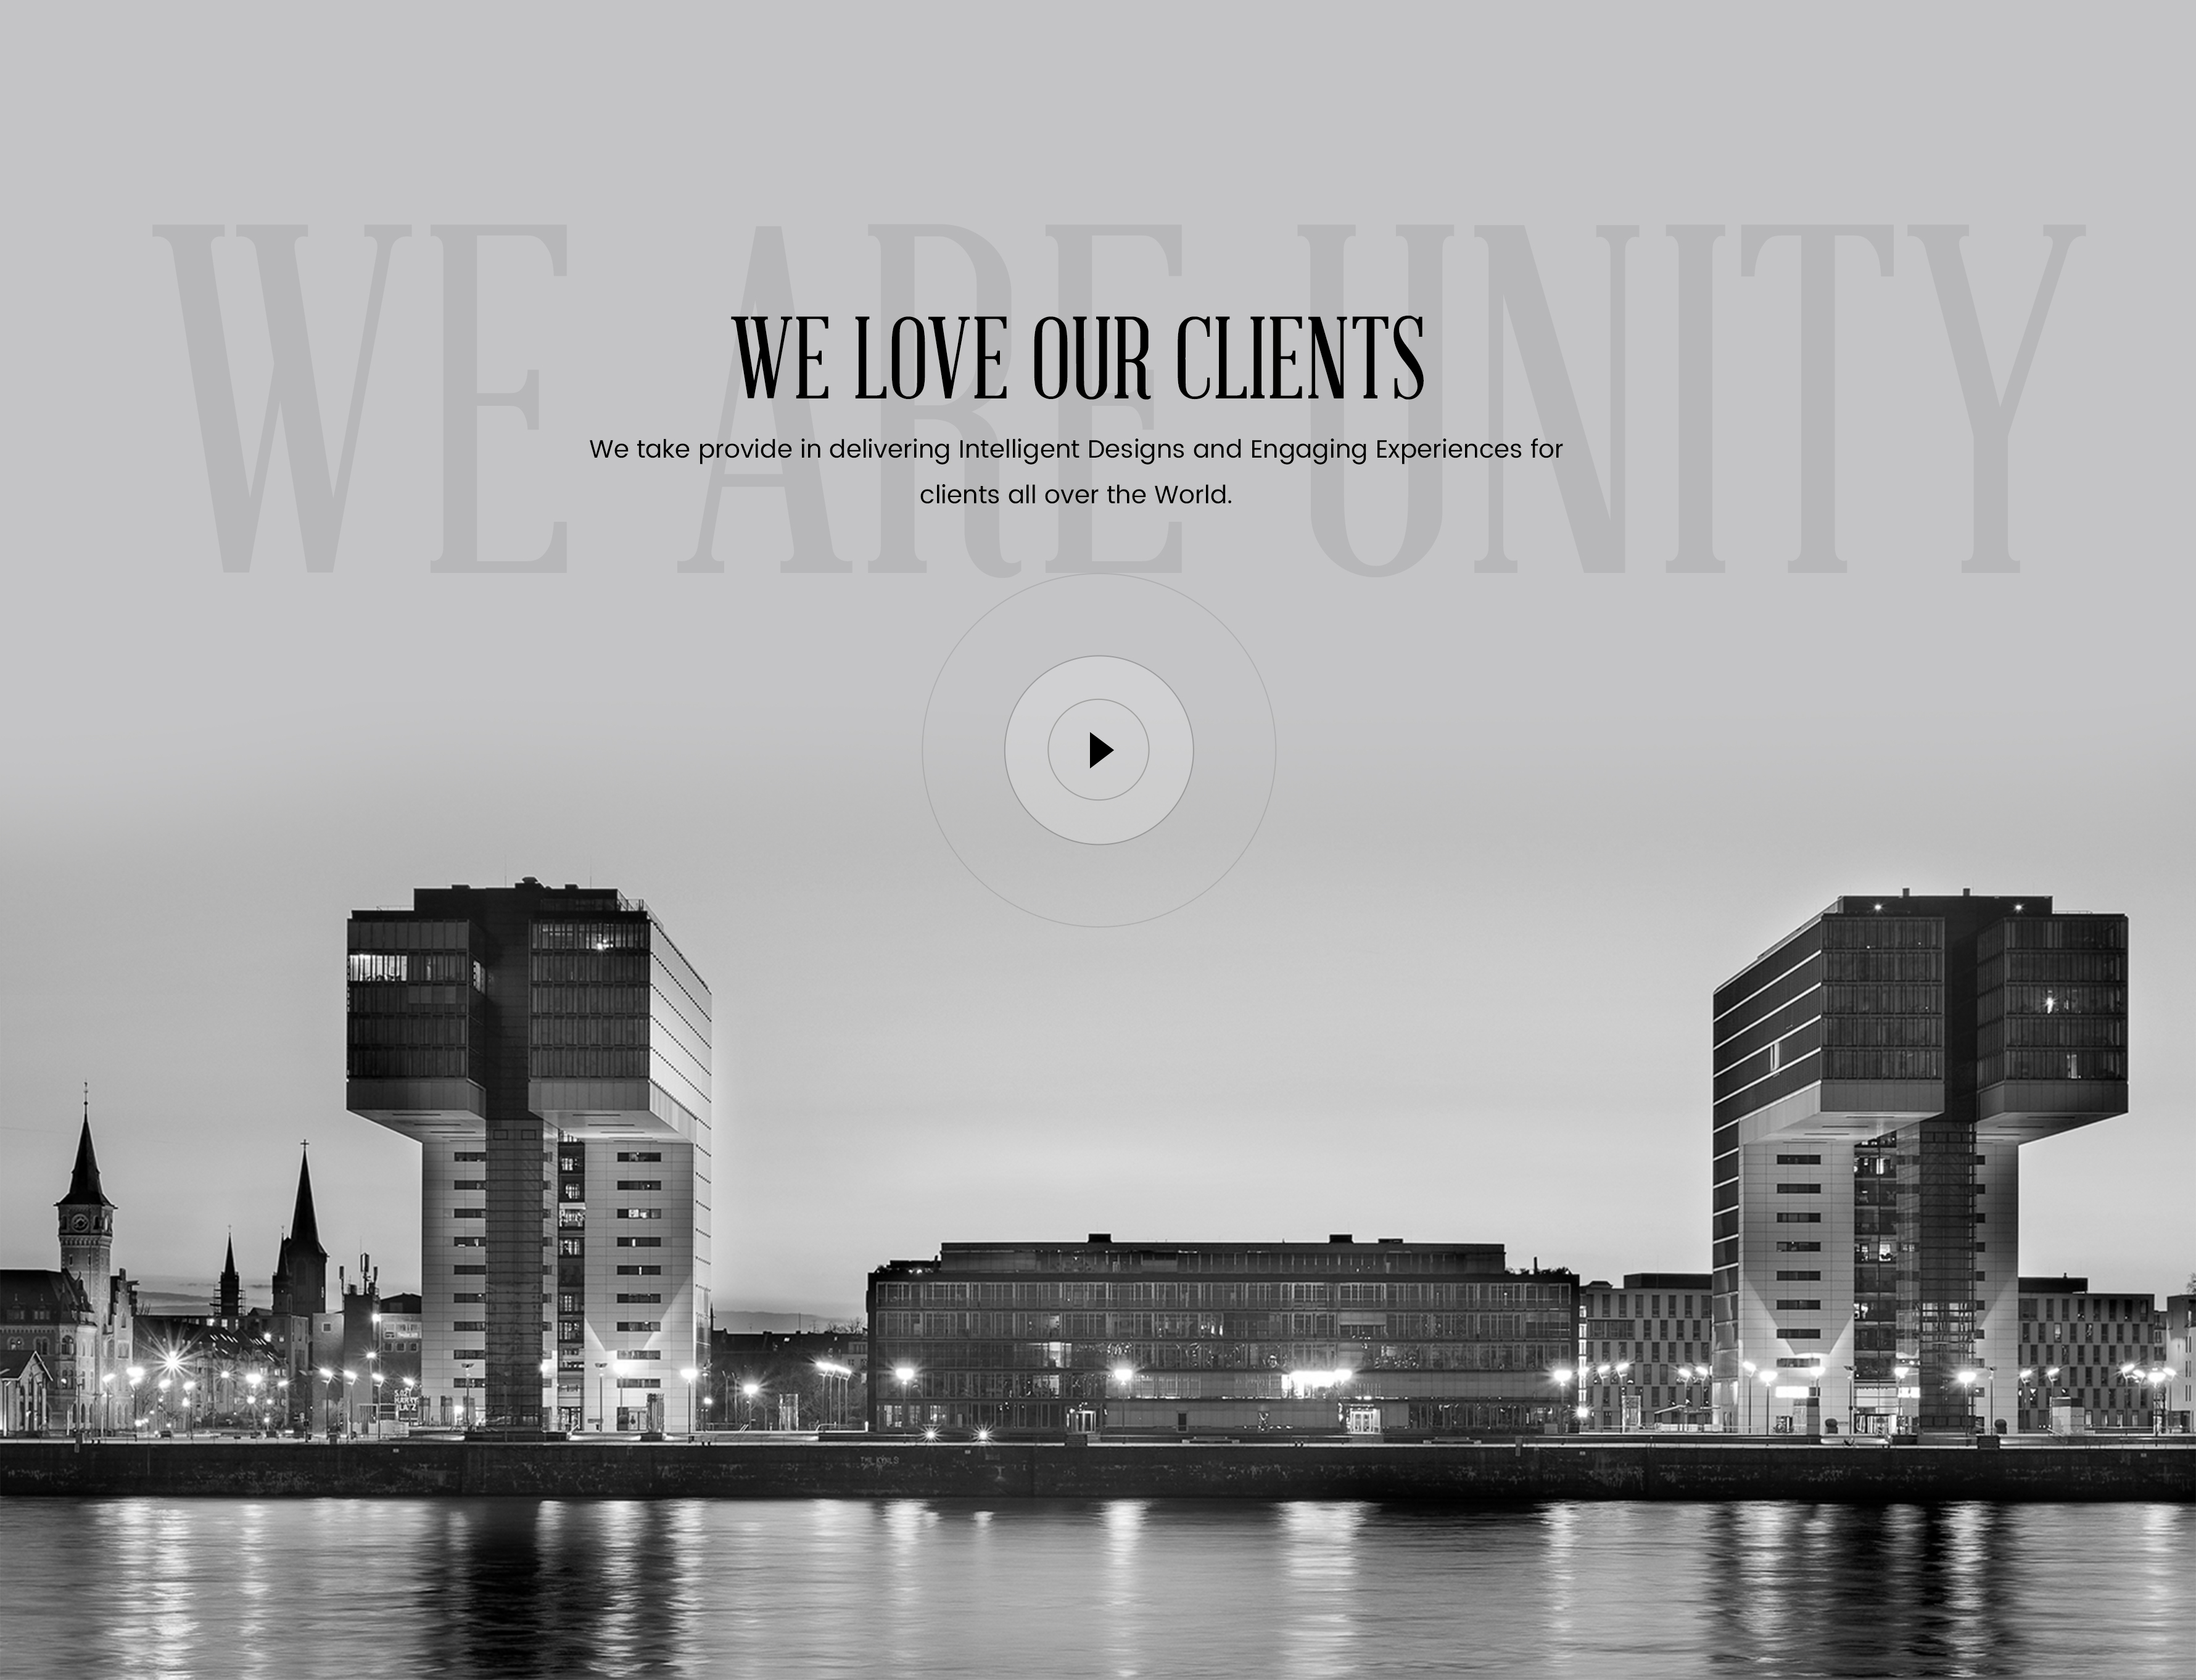 WE ARE UNITY
WE LOVE OUR CLIENTS
We take provide in delivering Intelligent Designs and Engaging Experiences for
clients all over the World.